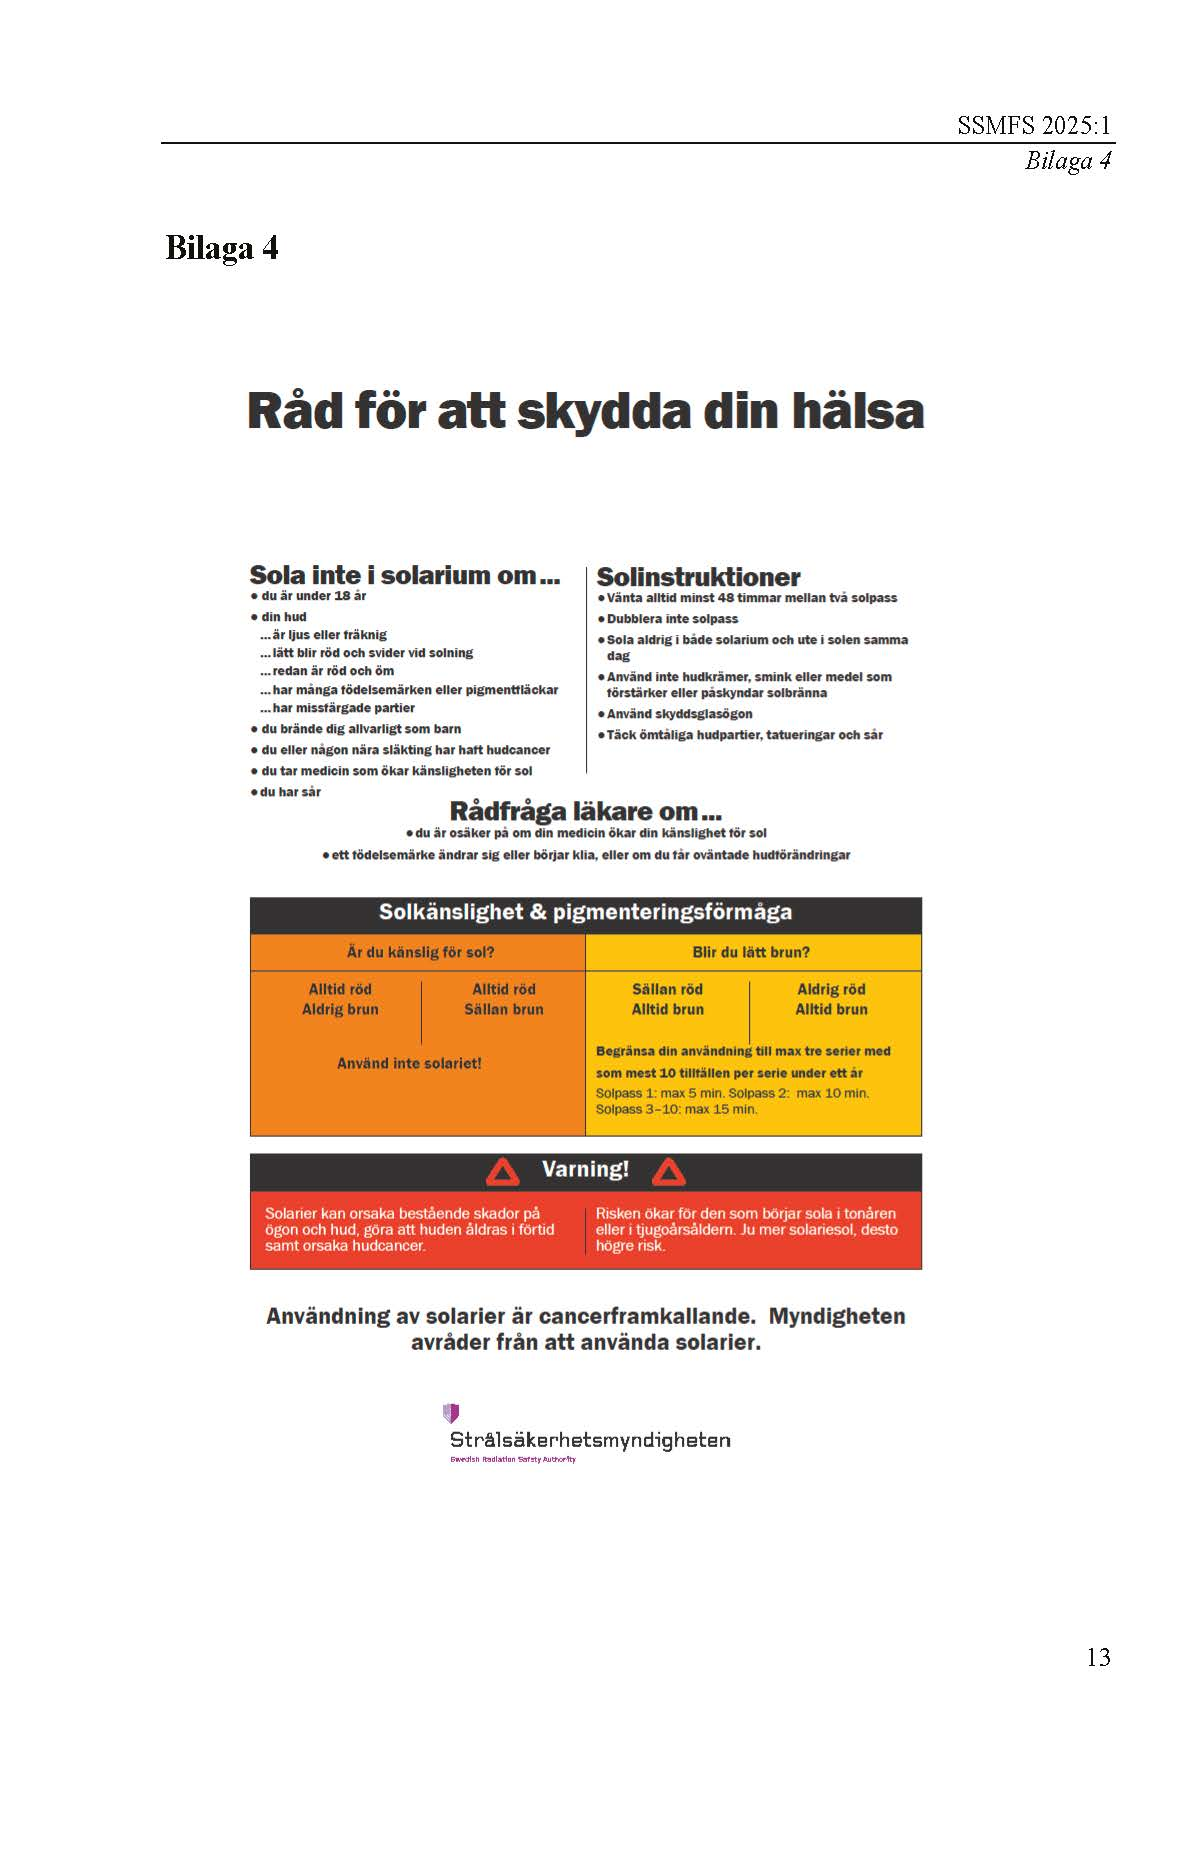 SSMFS 2025:1
Bilaga 4
Bilaga 4
Råd för att skydda din hälsa
Sola inte i solarium om...
• du är under 18 år
• din hud
...är ljus eller fräknig
...lätt blir röd och svider vid solning
...redan är röd och öm
...har många födelsemärken eller pigmentfläckar
...har missfärgade partier
• du brände dig allvarligt som barn
• du eller någon nära släkting har haft hudcancer
• du tar medicin som ökar känsligheten för sol
• du har sår
Solinstruktioner
• Vänta alltid minst 48 timmar mellan två solpass
• Dubblera inte solpass
• Sola aldrig i både solarium och ute i solen samma
dag
• Använd inte hudkrämer, smink eller medel som
förstärker eller påskyndar solbränna
• Använd skyddsglasögon
• Täck ömtåliga hudpartier, tatueringar och sår
Rådfråga läkare om...
• du är osäker på om din medicin ökar din känslighet för sol
• ett födelsemärke ändrar sig eller börjar klia, eller om du får oväntade hudförändringar
Solkänslighet & pigmenteringsförmåga
Är du känslig för sol?
Alltid röd
Aldrig brun
Alltid röd
Sällan brun
Använd inte solariet!
Blir du lätt brun?
Sällan röd
Alltid brun
Aldrig röd
Alltid brun
Begränsa din användning till max tre serier med
som mest 10 tillfällen per serie under ett år
Solpass 1: max 5 min. Solpass 2: max 10 min.
Solpass 3–10: max 15 min.
Varning!
Solarier kan orsaka bestående skador på
ögon och hud, göra att huden åldras i förtid
samt orsaka hudcancer.
Risken ökar för den som börjar sola i tonåren
eller i tjugoårsåldern. Ju mer solariesol, desto
högre risk.
Användning av solarier är cancerframkallande. Myndigheten
avråder från att använda solarier.
Strålsäkerhetsmyndigheten
Swedish Radiation Safety Authority
13